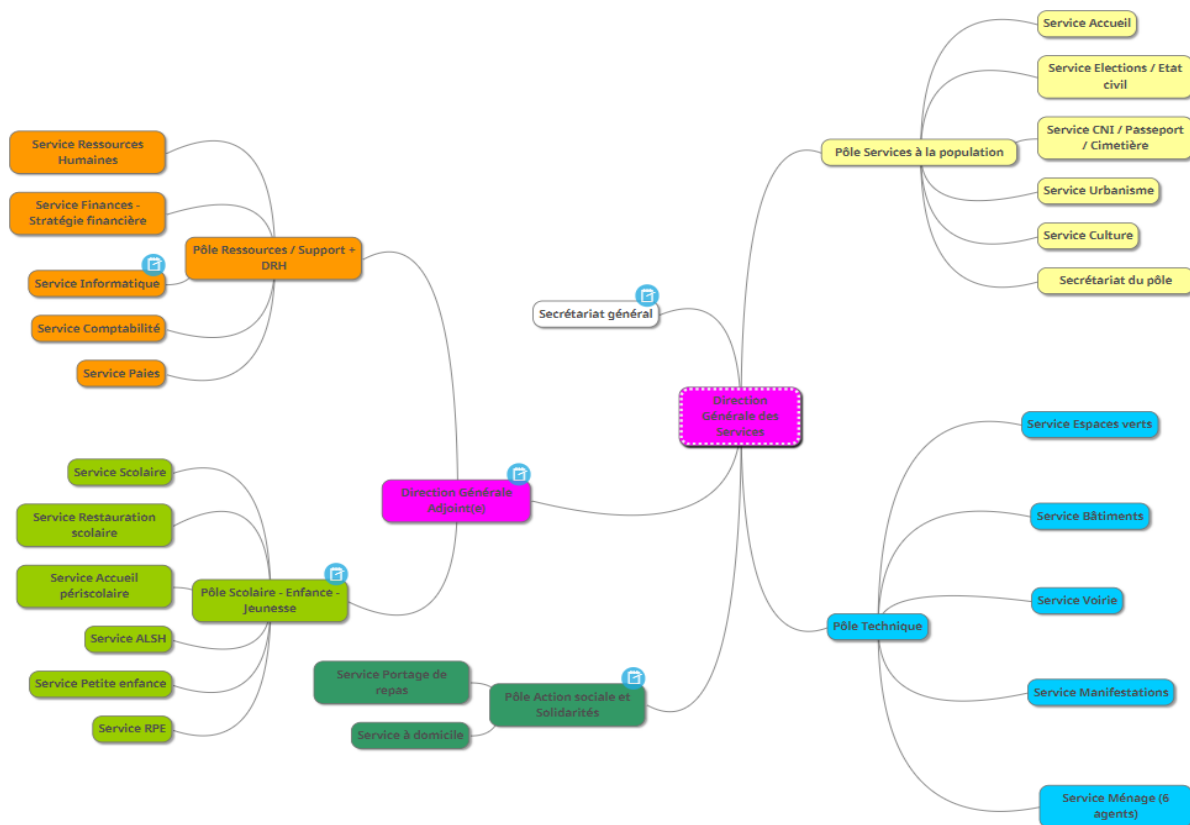 Service Accueil
Service Elections / Etat
civil
Service CNI / Passeport
/ Cimetière
Pôle Services à la population
Service Urbanisme
Service Culture
Secrétariat du pôle
Service Ressources
Humaines
Service Finances -
Stratégie financière
Pôle Ressources / Support +
DRH
Service Informatique
Service Comptabilité
Service Paies
Secrétariat général
Direction
Générale des
Services
Service Espaces verts
Service Bâtiments
Service Voirie
Pôle Technique
Service Manifestations
Service Ménage (6
agents)
Direction Générale
Adjoint(e)
Service Scolaire
Service Restauration
scolaire
Service Accueil
périscolaire
Pôle Scolaire - Enfance -
Jeunesse
Service ALSH
Service Petite enfance
Service RPE
Service Portage de
repas
Pôle Action sociale et
Solidarités
Service à domicile